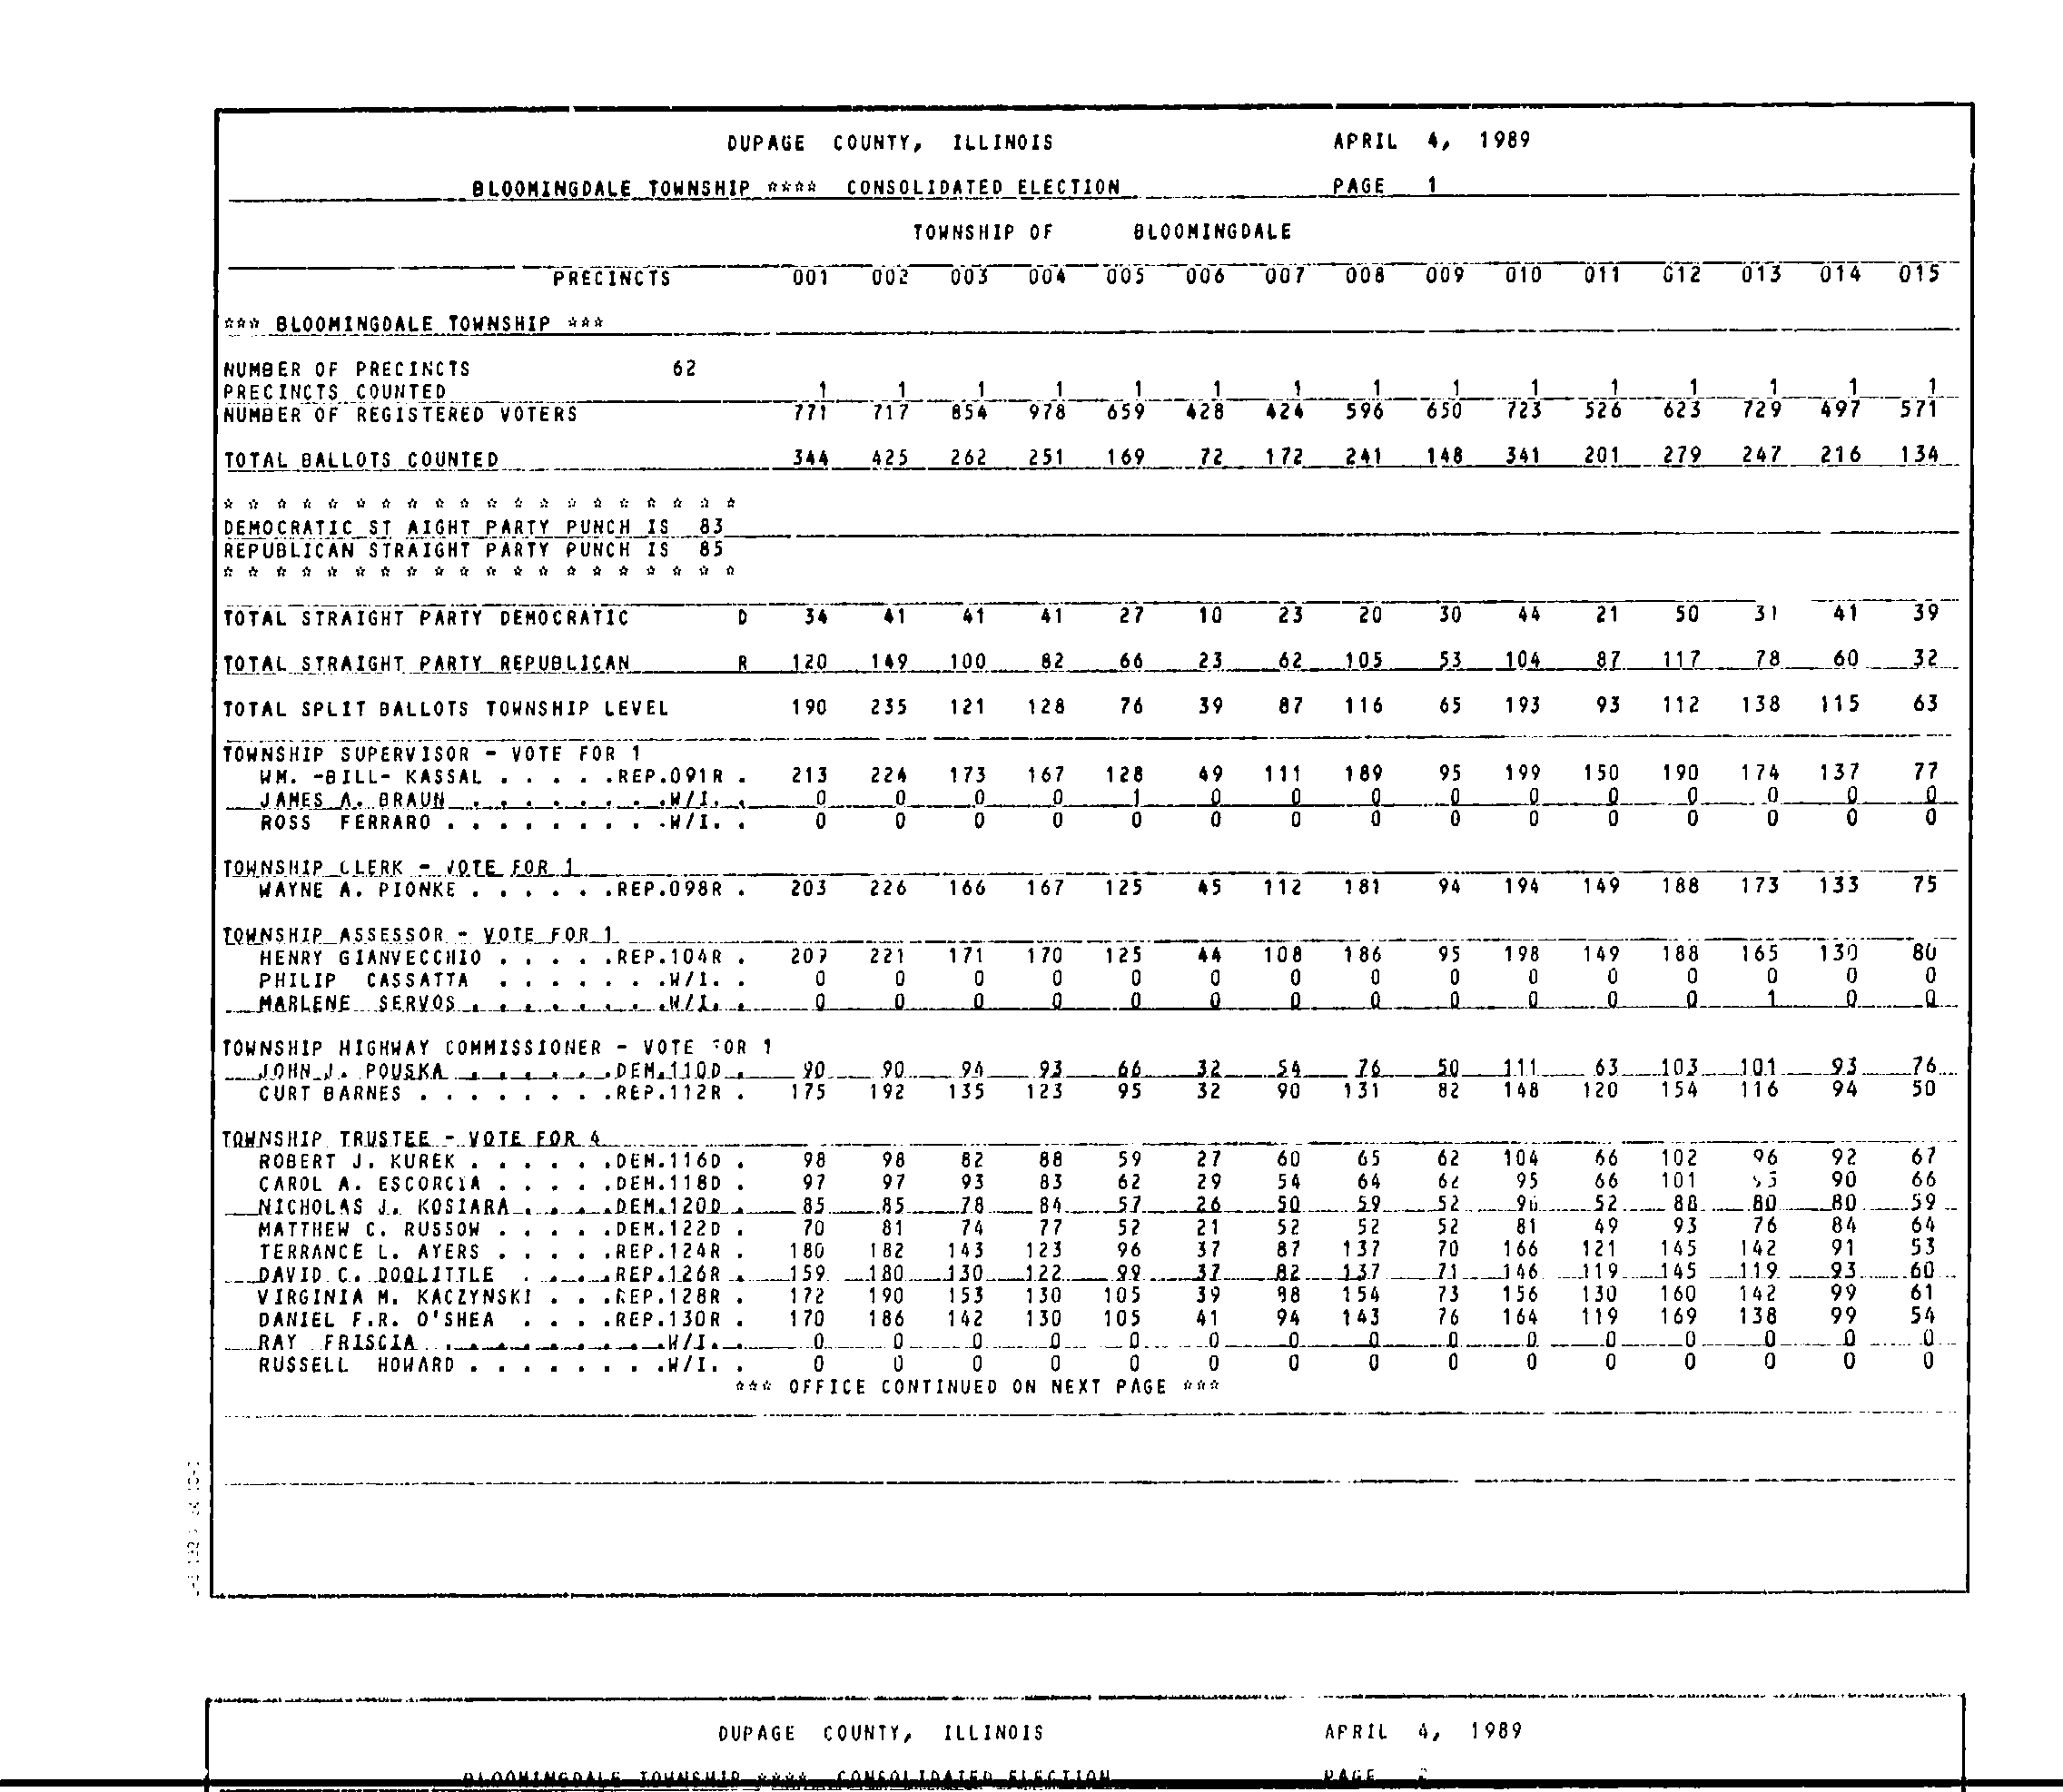 DUPAGE COUNTY, ILLINOIS APRIL 4, 1989
BLOOMINGDALE TOWNSHIP **** CONSOLIDATED ELECTION PAGE 1
TOWNSHIP OF BLOOMINGDALE
PRECINCTS 001 002 003 004 005 006 007 008 009 010 011 012 013 014 015
*** BLOOMINGDALE TOWNSHIP ***
NUMBER OF PRECINCTS 62
PRECINCTS COUNTED 1 1 1 1 1 1 1 1 1 1 1 1 1 1 1
NUMBER OF REGISTERED VOTERS 771 717 854 978 659 428 424 596 650 723 526 623 729 497 571
TOTAL BALLOTS COUNTED 344 425 262 251 169 72 172 241 148 341 201 279 247 216 134
* * * * * * * * * * * * * * * * * * * *
DEMOCRATIC ST AIGHT PARTY PUNCH IS 83
REPUBLICAN STRAIGHT PARTY PUNCH IS 85
* * * * * * * * * * * * * * * * * * * *
TOTAL STRAIGHT PARTY DEMOCRATIC D 34 41 41 41 27 10 23 20 30 44 21 50 31 41 39
TOTAL STRAIGHT PARTY REPUBLICAN R 120 149 100 82 66 23 62 105 53 104 87 117 78 60 32
TOTAL SPLIT BALLOTS TOWNSHIP LEVEL 190 235 121 128 76 39 87 116 65 193 93 112 138 115 63
TOWNSHIP SUPERVISOR - VOTE FOR 1
WM. -BILL- KASSAL . . . . .REP.091R . 213 224 173 167 128 49 111 189 95 199 150 190 174 137 77
JAMES A. BRAUN . . . . . . . .W/I. . 0 0 0 0 1 0 0 0 0 0 0 0 0 0 0
ROSS FERRARO . . . . . . . . .W/I. . 0 0 0 0 0 0 0 0 0 0 0 0 0 0 0
TOWNSHIP CLERK - VOTE FOR 1
WAYNE A. PIONKE . . . . . .REP.098R . 203 226 166 167 125 45 112 181 94 194 149 188 173 133 75
TOWNSHIP ASSESSOR - VOTE FOR 1
HENRY GIANVECCHIO . . . . .REP.104R . 207 221 171 170 125 44 108 186 95 198 149 188 165 130 80
PHILIP CASSATTA . . . . . . .W/I. . 0 0 0 0 0 0 0 0 0 0 0 0 0 0 0
MARLENE SERVOS . . . . . . . .W/I. . 0 0 0 0 0 0 0 0 0 0 0 0 1 0 0
TOWNSHIP HIGHWAY COMMISSIONER - VOTE FOR 1
JOHN J. POUSKA . . . . . .DEM.110D . 90 90 94 93 66 32 54 76 50 111 63 103 101 93 76
CURT BARNES . . . . . . . .REP.112R . 175 192 135 123 95 32 90 131 82 148 120 154 116 94 50
TOWNSHIP TRUSTEE - VOTE FOR 4
ROBERT J. KUREK . . . . . .DEM.116D . 98 98 82 88 59 27 60 65 62 104 66 102 96 92 67
CAROL A. ESCORCIA . . . . .DEM.118D . 97 97 93 83 62 29 54 64 62 95 66 101 90 66
NICHOLAS J. KOSIARA . . . .DEM.120D . 85 85 78 84 57 26 50 59 52 96 52 88 80 80 59
MATTHEW C. RUSSOW . . . . .DEM.122D . 70 81 74 77 52 21 52 52 52 81 49 93 76 84 64
TERRANCE L. AYERS . . . . .REP.124R . 180 182 143 123 96 37 87 137 70 166 121 145 142 91 53
DAVID C. DOOLITTLE . . . .REP.126R . 159 180 130 122 99 37 82 137 71 146 119 145 119 93 60
VIRGINIA M. KACZYNSKI . . .REP.128R . 172 190 153 130 105 39 98 154 73 156 130 160 142 99 61
DANIEL F.R. O'SHEA . . . .REP.130R . 170 186 142 130 105 41 94 143 76 164 119 169 138 99 54
RAY FRISCIA . . . . . . . . .W/I. . 0 0 0 0 0 0 0 0 0 0 0 0 0 0 0
RUSSELL HOWARD . . . . . . . .W/I. . 0 0 0 0 0 0 0 0 0 0 0 0 0 0 0
*** OFFICE CONTINUED ON NEXT PAGE ***
DUPAGE COUNTY, ILLINOIS APRIL 4, 1989
BLOOMINGDALE TOWNSHIP **** CONSOLIDATED ELECTION PAGE